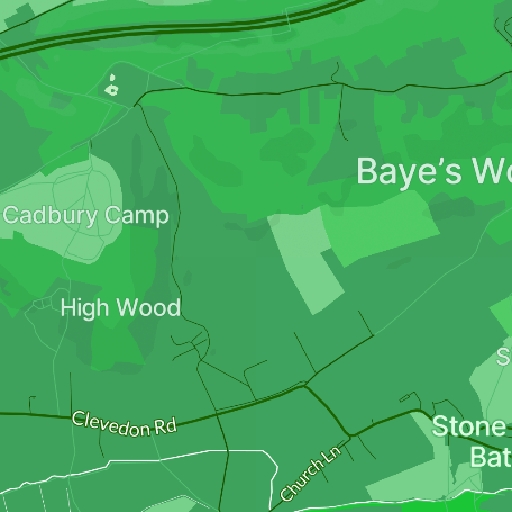 Baye's Wo
Cadbury Camp
High Wood
S
Clevedon Rd
Stone
Bat
Church Ln